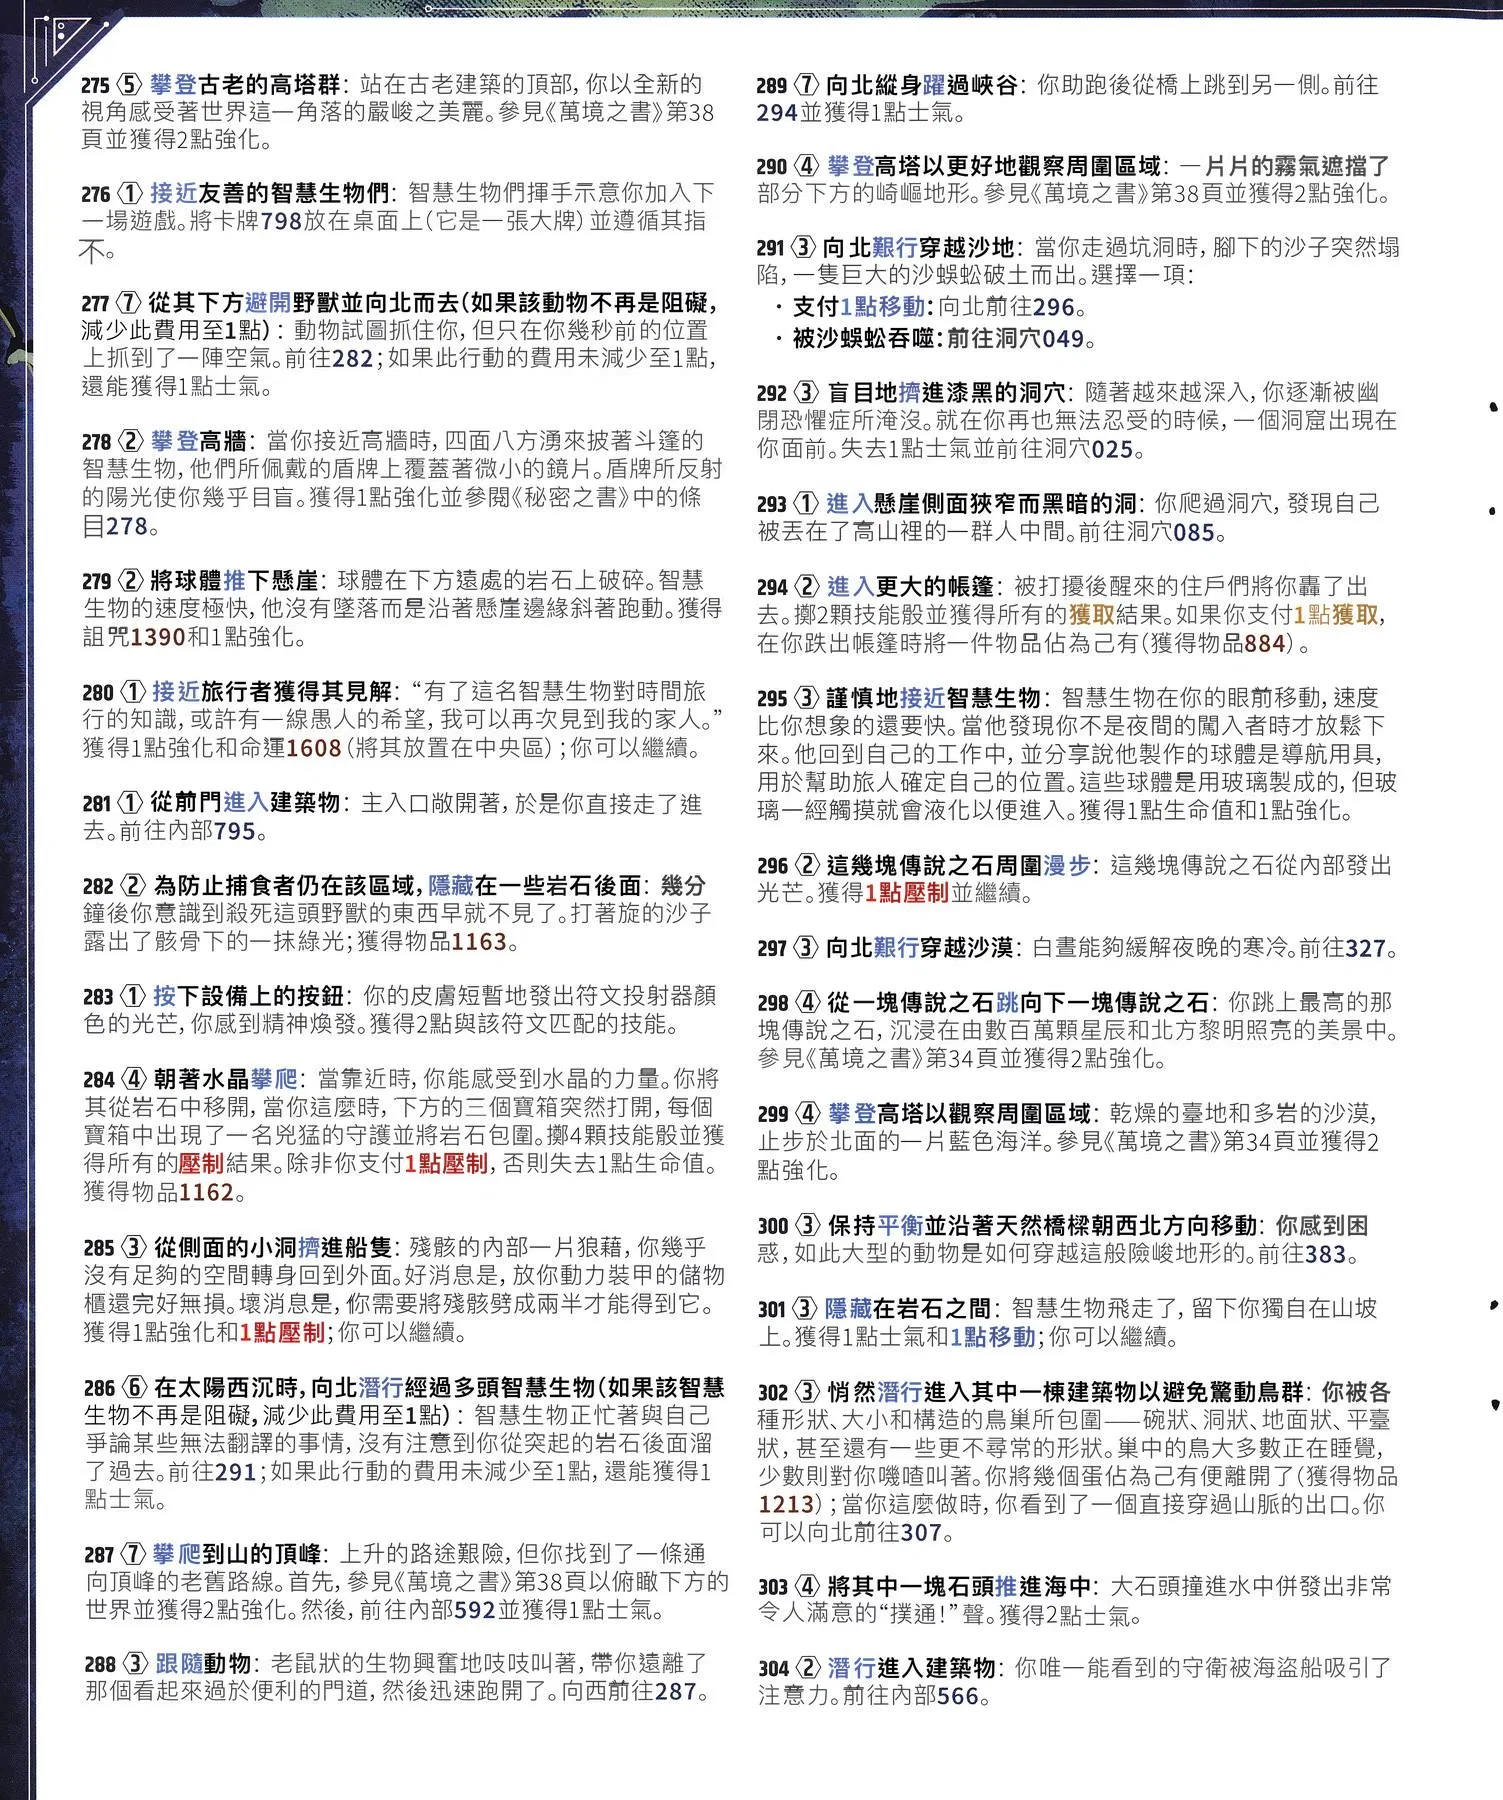 275 5 攀登古老的高塔群：站在古老建築的頂部，你以全新的
視角感受著世界這一角落的嚴峻之美麗。參見《萬境之書》第38
頁並獲得2點強化。
276 1 接近友善的智慧生物們：智慧生物們揮手示意你加入下
一場遊戲。將卡牌798放在桌面上（它是一張大牌）並遵循其指
不。
277 7 從其下方避開野獸並向北而去（如果該動物不再是阻礙，
減少此費用至1點）：動物試圖抓住你，但只在你幾秒前的位置
上抓到了一陣空氣。前往282；如果此行動的費用未減少至1點，
還能獲得1點士氣。
278 2 攀登高牆：當你接近高牆時，四面八方湧來披著斗篷的
智慧生物，他們所佩戴的盾牌上覆蓋著微小的鏡片。盾牌所反射
的陽光使你幾乎目盲。獲得1點強化並參閱《秘密之書》中的條
目278。
279 2 將球體推下懸崖：球體在下方遠處的岩石上破碎。智慧
生物的速度極快，他沒有墜落而是沿著懸崖邊緣斜著跑動。獲得
詛咒1390和1點強化。
280 1 接近旅行者獲得其見解：“有了這名智慧生物對時間旅
行的知識，或許有一線愚人的希望，我可以再次見到我的家人。”
獲得1點強化和命運1608（將其放置在中央區）；你可以繼續。
281 1 從前門進入建築物：主入口敞開著，於是你直接走了進
去。前往內部795。
282 2 為防止捕食者仍在該區域，隱藏在一些岩石後面：幾分
鐘後你意識到殺死這頭野獸的東西早就不見了。打著旋的沙子
露出了骸骨下的一抹綠光；獲得物品1163。
283 1 按下設備上的按鈕：你的皮膚短暫地發出符文投射器顏
色的光芒，你感到精神煥發。獲得2點與該符文匹配的技能。
284 4 朝著水晶攀爬：當靠近時，你能感受到水晶的力量。你將
其從岩石中移開，當你這麼時，下方的三個寶箱突然打開，每個
寶箱中出現了一名兇猛的守護並將岩石包圍。擲4顆技能骰並獲
得所有的壓制結果。除非你支付1點壓制，否則失去1點生命值。
獲得物品1162。
285 3 從側面的小洞擠進船隻：殘骸的內部一片狼藉，你幾乎
沒有足夠的空間轉身回到外面。好消息是，放你動力裝甲的儲物
櫃還完好無損。壞消息是，你需要將殘骸劈成兩半才能得到它。
獲得1點強化和1點壓制；你可以繼續。
286 6 在太陽西沉時，向北潛行經過多頭智慧生物（如果該智慧
生物不再是阻礙，減少此費用至1點）：智慧生物正忙著與自己
爭論某些無法翻譯的事情，沒有注意到你從突起的岩石後面溜
了過去。前往291；如果此行動的費用未減少至1點，還能獲得1
點士氣。
287 7 攀爬到山的頂峰：上升的路途艱險，但你找到了一條通
向頂峰的老舊路線。首先，參見《萬境之書》第38頁以俯瞰下方的
世界並獲得2點強化。然後，前往內部592並獲得1點士氣。
288 3 跟隨動物：老鼠狀的生物興奮地吱吱叫著，帶你遠離了
那個看起來過於便利的門道，然後迅速跑開了。向西前往287。
289 7 向北縱身躍過峽谷：你助跑後從橋上跳到另一側。前往
294並獲得1點士氣。
290 4 攀登高塔以更好地觀察周圍區域：一片片的霧氣遮擋了
部分下方的崎嶇地形。參見《萬境之書》第38頁並獲得2點強化。
291 3 向北艱行穿越沙地：當你走過坑洞時，腳下的沙子突然塌
陷，一隻巨大的沙蜈蚣破土而出。選擇一項：
・支付1點移動：向北前往296。
・被沙蜈蚣吞噬：前往洞穴049。
292 3 盲目地擠進漆黑的洞穴：隨著越來越深入，你逐漸被幽
閉恐懼症所淹沒。就在你再也無法忍受的時候，一個洞窟出現在
你面前。失去1點士氣並前往洞穴025。
293 1 進入懸崖側面狹窄而黑暗的洞：你爬過洞穴，發現自己
被丟在了高山裡的一群人中間。前往洞穴085。
294 2 進入更大的帳篷：被打擾後醒來的住戶們將你轟了出
去。擲2顆技能骰並獲得所有的獲取結果。如果你支付1點獲取，
在你跌出帳篷時將一件物品佔為己有（獲得物品884）。
295 3 謹慎地接近智慧生物：智慧生物在你的眼前移動，速度
比你想象的還要快。當他發現你不是夜間的闖入者時才放鬆下
來。他回到自己的工作中，並分享說他製作的球體是導航用具，
用於幫助旅人確定自己的位置。這些球體是用玻璃製成的，但玻
璃一經觸摸就會液化以便進入。獲得1點生命值和1點強化。
296 2 這幾塊傳說之石周圍漫步：這幾塊傳說之石從內部發出
光芒。獲得1點壓制並繼續。
297 3 向北艱行穿越沙漠：白晝能夠緩解夜晚的寒冷。前往327。
298 4 從一塊傳說之石跳向下一塊傳說之石：你跳上最高的那
塊傳說之石，沉浸在由數百萬顆星辰和北方黎明照亮的美景中。
參見《萬境之書》第34頁並獲得2點強化。
299 4 攀登高塔以觀察周圍區域：乾燥的臺地和多岩的沙漠，
止步於北面的一片藍色海洋。參見《萬境之書》第34頁並獲得2
點強化。
300 3 保持平衡並沿著天然橋樑朝西北方向移動：你感到困
惑，如此大型的動物是如何穿越這般險峻地形的。前往383。
301 3 隱藏在岩石之間：智慧生物飛走了，留下你獨自在山坡
上。獲得1點士氣和1點移動；你可以繼續。
302 3 悄然潛行進入其中一棟建築物以避免驚動鳥群：你被各
種形狀、大小和構造的鳥巢所包圍——碗狀、洞狀、地面狀、平臺
狀，甚至還有一些更不尋常的形狀。巢中的鳥大多數正在睡覺，
少數則對你嘰喳叫著。你將幾個蛋佔為己有便離開了（獲得物品
1213）；當你這麼做時，你看到了一個直接穿過山脈的出口。你
可以向北前往307。
303 4 將其中一塊石頭推進海中：大石頭撞進水中併發出非常
令人滿意的“撲通！”聲。獲得2點士氣。
304 2 潛行進入建築物：你唯一能看到的守衛被海盜船吸引了
注意力。前往內部566。